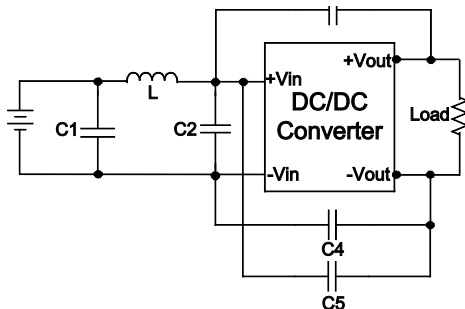 +Vout
+Vin
L
DC/DC
Converter
Load
C1
C2
-Vin
-Vout
C4
C5